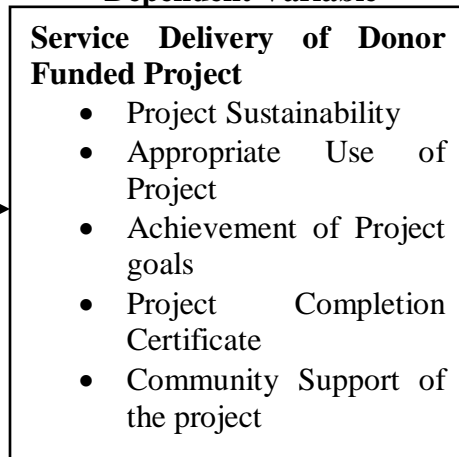 Dependent Variable
Service Delivery of Donor
Funded Project
• Project Sustainability
• Appropriate Use of
Project
• Achievement of Project
goals
• Project Completion
Certificate
• Community Support of
the project